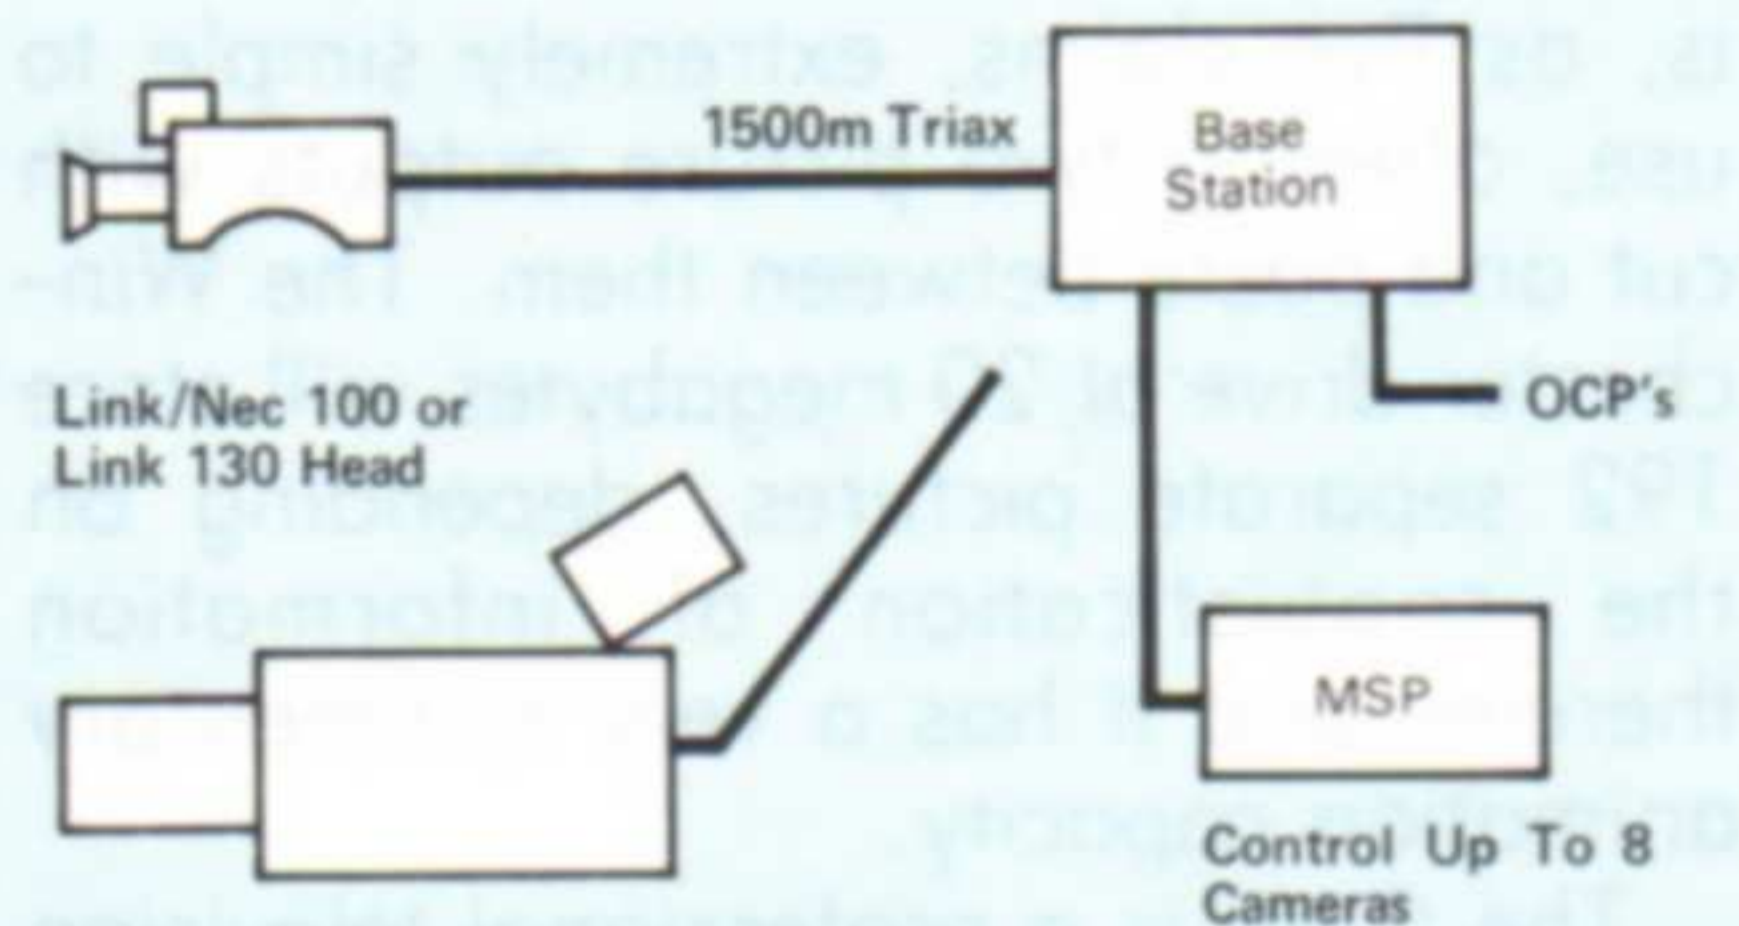 1500m Triax
Base
Station
Link/Nec 100 or
Link 130 Head
OCP's
MSP
Control Up To 8
Cameras